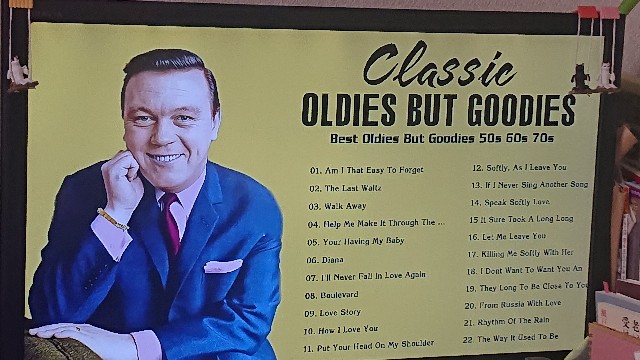 Classic
OLDIES BUT GOODIES
Best Oldies But Goodies 50s 60s 70s
01. Am I That Easy To Forget
02. The Last Waltz
03. Walk Away
04. Help Me Make It Through The ...
05. Your Having My Baby
06. Diana
07. I'll Never Fall In Love Again
08. Boulevard
09. Love Story
10. How I Love You
11. Put Your Head On My Shoulder
12. Softly, As I Leave You
13. If I Never Sing Another Song
14. Speak Softly Love
15 It Sure Took A Long Long
16. Let Me Leave You
17. Killing Me Softly With Her
18. I Dont Want To Want You An
19. They Long To Be Close To You
20. From Russia With Love
21. Rhythm Of The Rain
22. The Way It Used To Be